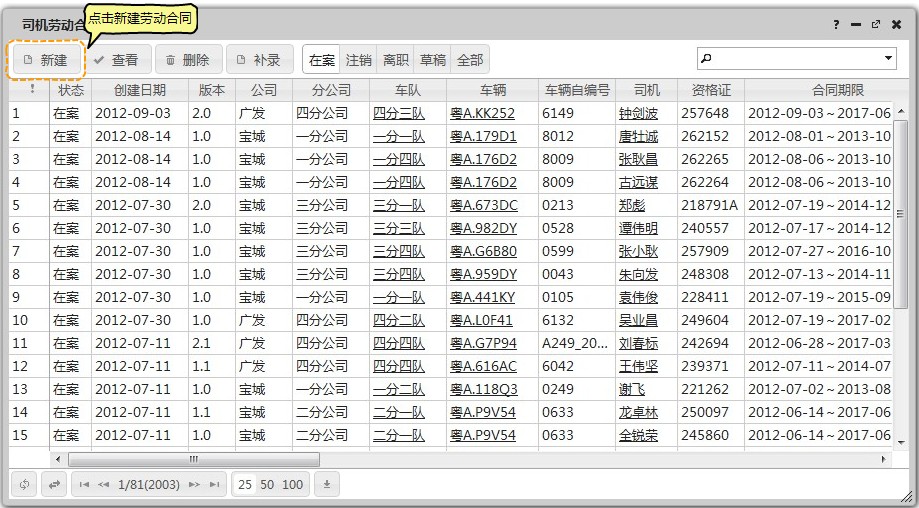 司机劳动合
点击新建劳动合同
新建 查看 删除 补录 在案 注销 离职 草稿 全部
! 状态 创建日期 版本 公司 分公司 车队 车辆 车辆自编号 司机 资格证 合同期限
1 在案 2012-09-03 2.0 广发 四分公司 四分三队 粤A.KK252 6149 钟剑波 257648 2012-09-03～2017-06
2 在案 2012-08-14 1.0 宝城 一分公司 一分一队 粤A.179D1 8012 唐牡诚 262152 2012-08-01～2013-10
3 在案 2012-08-14 1.0 宝城 一分公司 一分四队 粤A.176D2 8009 张耿昌 262265 2012-08-06～2013-10
4 在案 2012-08-14 1.0 宝城 一分公司 一分四队 粤A.176D2 8009 古远谋 262264 2012-08-06～2013-10
5 在案 2012-07-30 2.0 宝城 三分公司 三分一队 粤A.673DC 0213 郑彪 218791A 2012-07-19～2014-12
6 在案 2012-07-30 1.0 宝城 三分公司 三分三队 粤A.982DY 0528 谭伟明 240557 2012-07-17～2014-12
7 在案 2012-07-30 1.0 宝城 三分公司 三分四队 粤A.G6B80 0599 张小耿 257909 2012-07-27～2016-10
8 在案 2012-07-30 1.0 宝城 三分公司 三分四队 粤A.959DY 0043 朱向发 248308 2012-07-13～2014-11
9 在案 2012-07-30 1.0 宝城 一分公司 一分一队 粤A.441KY 0105 袁伟俊 228411 2012-07-19～2015-09
10 在案 2012-07-30 1.0 广发 四分公司 四分二队 粤A.L0F41 6132 吴业昌 249604 2012-07-19～2017-02
11 在案 2012-07-11 2.1 广发 四分公司 四分四队 粤A.G7P94 A249_20... 刘春标 242694 2012-06-28～2017-03
12 在案 2012-07-11 1.1 广发 四分公司 四分四队 粤A.616AC 6042 王伟坚 239371 2012-07-11～2014-07
13 在案 2012-07-11 1.0 宝城 一分公司 一分二队 粤A.118Q3 0249 谢飞 221262 2012-07-02～2013-08
14 在案 2012-07-11 1.1 宝城 二分公司 二分一队 粤A.P9V54 0633 龙卓林 250097 2012-06-14～2017-06
15 在案 2012-07-11 1.0 宝城 二分公司 二分一队 粤A.P9V54 0633 全锐荣 245860 2012-06-14～2017-06
1/81(2003) 25 50 100